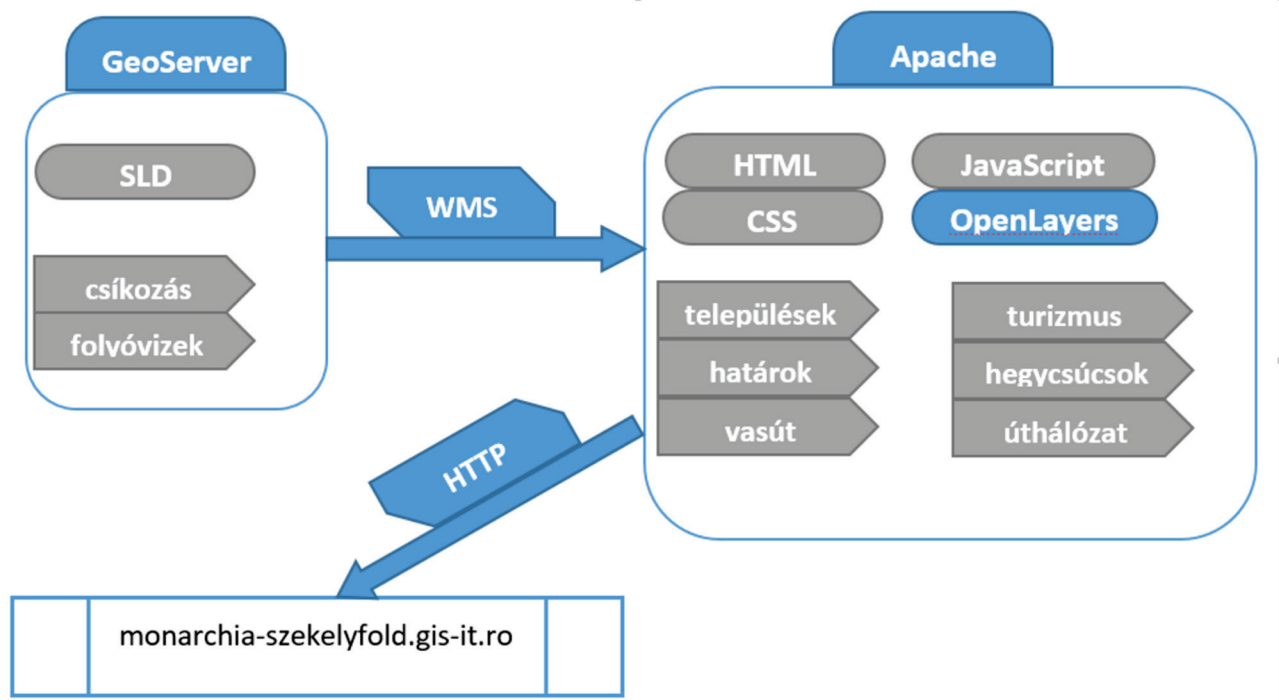 GeoServer
SLD
csíkozás
folyóvizek
WMS
Apache
HTML
JavaScript
CSS
OpenLayers
települések
turizmus
határok
hegycsúcsok
vasút
úthálózat
HTTP
monarchia-szekelyfold.gis-it.ro